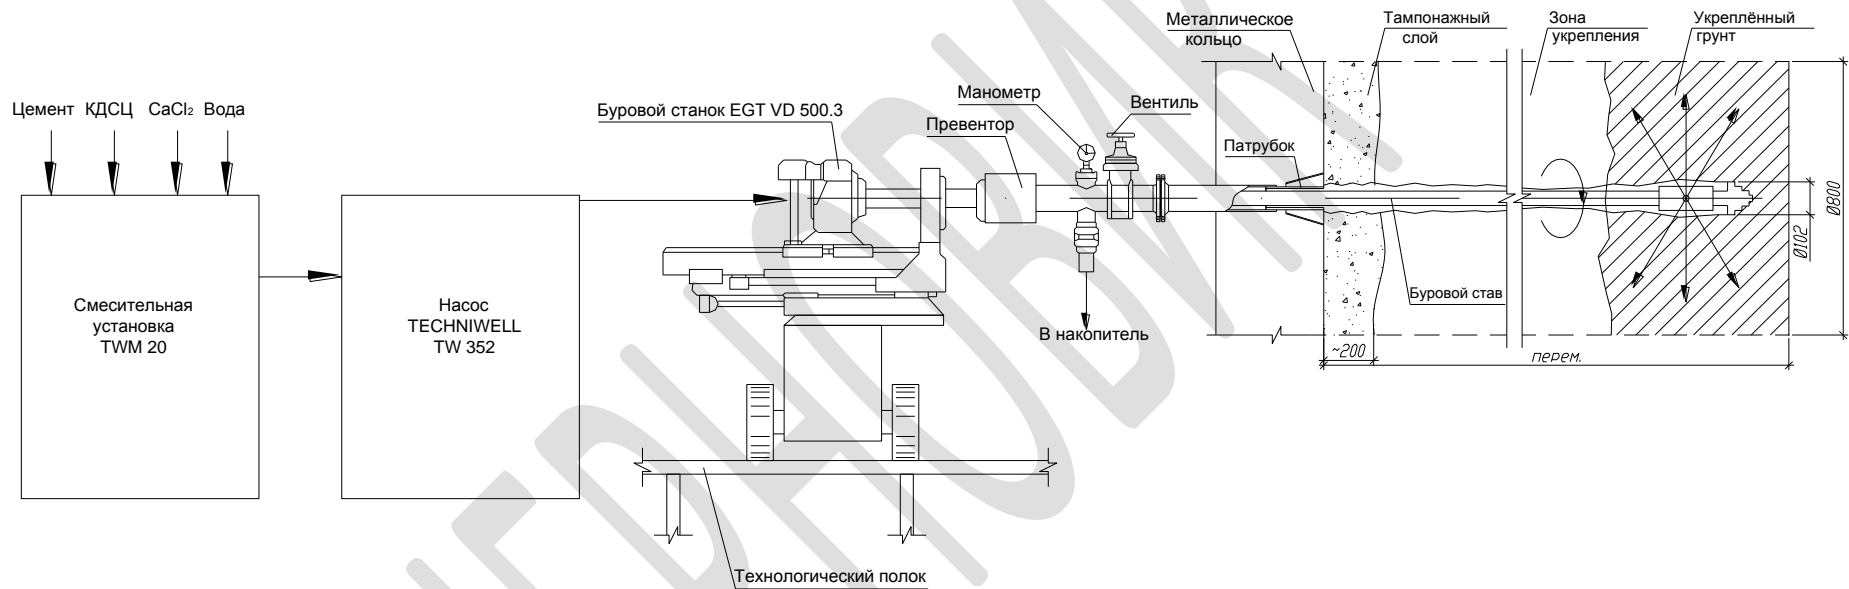 Цемент КДСЦ CaCl₂ Вода
Смесительная
установка
TWM 20
Насос
TECHNIWELL
TW 352
Буровой станок EGT VD 500.3
Превентор
Манометр
Вентиль
В накопитель
Технологический полок
Металлическое
кольцо
Тампонажный
слой
Зона
укрепления
Укреплённый
грунт
Патрубок
Буровой став
~200
перем.
Ø102
Ø800
ЧЕРНОВИК